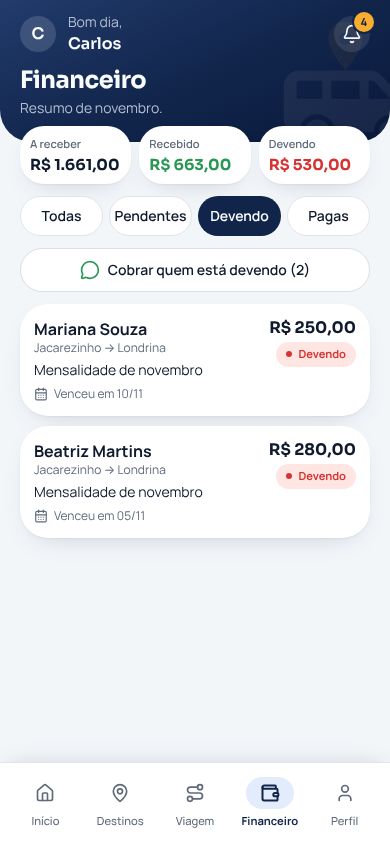 C
Bom dia,
Carlos
4
Financeiro
Resumo de novembro.
A receber
R$ 1.661,00
Recebido
R$ 663,00
Devendo
R$ 530,00
Todas
Pendentes
Devendo
Pagas
Cobrar quem está devendo (2)
Mariana Souza
R$ 250,00
Jacarezinho → Londrina
Devendo
Mensalidade de novembro
Venceu em 10/11
Beatriz Martins
R$ 280,00
Jacarezinho → Londrina
Devendo
Mensalidade de novembro
Venceu em 05/11
Início
Destinos
Viagem
Financeiro
Perfil